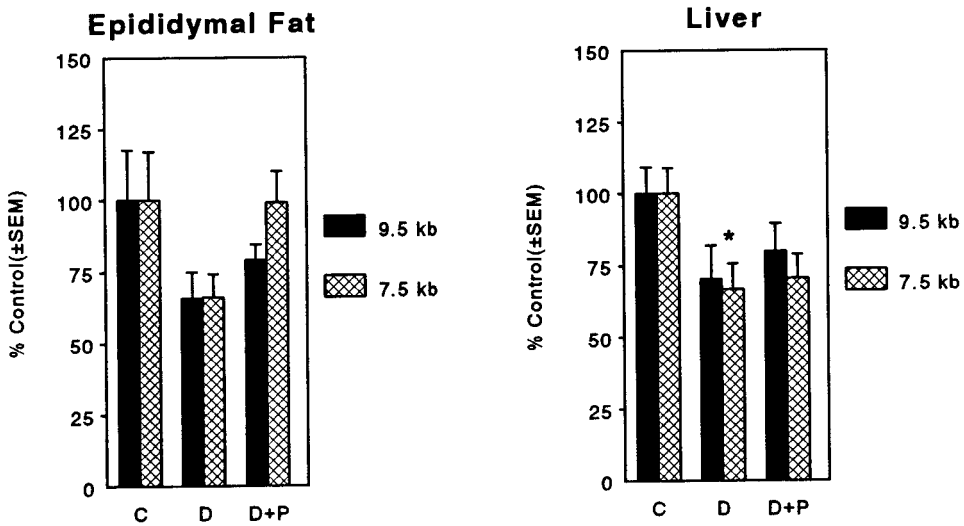 Epididymal Fat
% Control(±SEM)
150
125
100
75
50
25
0
C D D+P
9.5 kb
7.5 kb
Liver
% Control(±SEM)
150
125
100
75
50
25
0
*
C D D+P
9.5 kb
7.5 kb